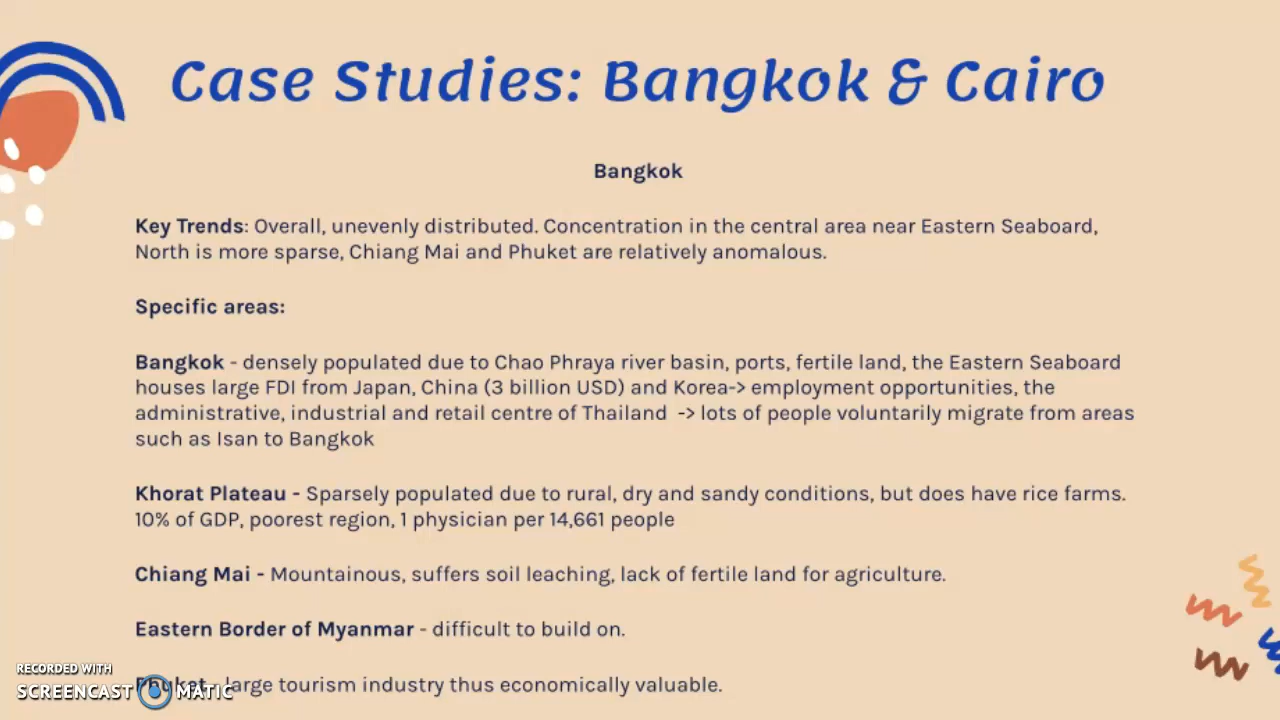 Case Studies: Bangkok & Cairo
Bangkok
Key Trends: Overall, unevenly distributed. Concentration in the central area near Eastern Seaboard,
North is more sparse, Chiang Mai and Phuket are relatively anomalous.
Specific areas:
Bangkok - densely populated due to Chao Phraya river basin, ports, fertile land, the Eastern Seaboard
houses large FDI from Japan, China (3 billion USD) and Korea-> employment opportunities, the
administrative, industrial and retail centre of Thailand -> lots of people voluntarily migrate from areas
such as Isan to Bangkok
Khorat Plateau - Sparsely populated due to rural, dry and sandy conditions, but does have rice farms.
10% of GDP, poorest region, 1 physician per 14,661 people
Chiang Mai - Mountainous, suffers soil leaching, lack of fertile land for agriculture.
Eastern Border of Myanmar - difficult to build on.
Phuket - large tourism industry thus economically valuable.
RECORDED WITH
SCREENCAST MATIC